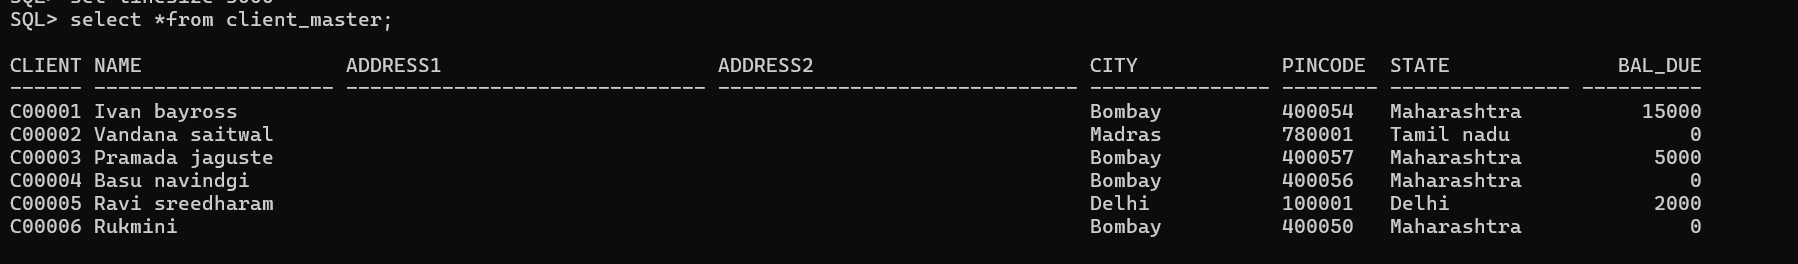 SQL> set linesize 3000
SQL> select *from client_master;
CLIENT NAME                 ADDRESS1                       ADDRESS2                       CITY            PINCODE  STATE              BAL_DUE
------ -------------------- ------------------------------ ------------------------------ --------------- -------- --------------- ----------
C00001 Ivan bayross                                                                       Bombay          400054   Maharashtra          15000
C00002 Vandana saitwal                                                                    Madras          780001   Tamil nadu               0
C00003 Pramada jaguste                                                                    Bombay          400057   Maharashtra           5000
C00004 Basu navindgi                                                                      Bombay          400056   Maharashtra              0
C00005 Ravi sreedharam                                                                    Delhi           100001   Delhi                 2000
C00006 Rukmini                                                                            Bombay          400050   Maharashtra              0